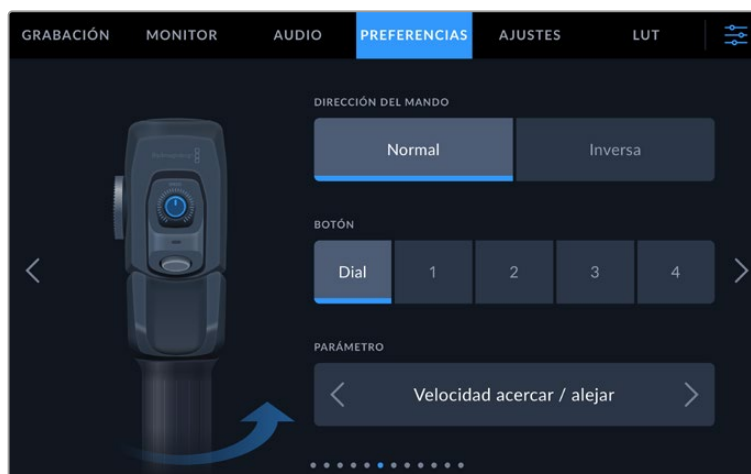 GRABACIÓN MONITOR AUDIO PREFERENCIAS AJUSTES LUT
DIRECCIÓN DEL MANDO
Normal Inversa
BOTÓN
Dial 1 2 3 4
PARÁMETRO
Velocidad acercar / alejar